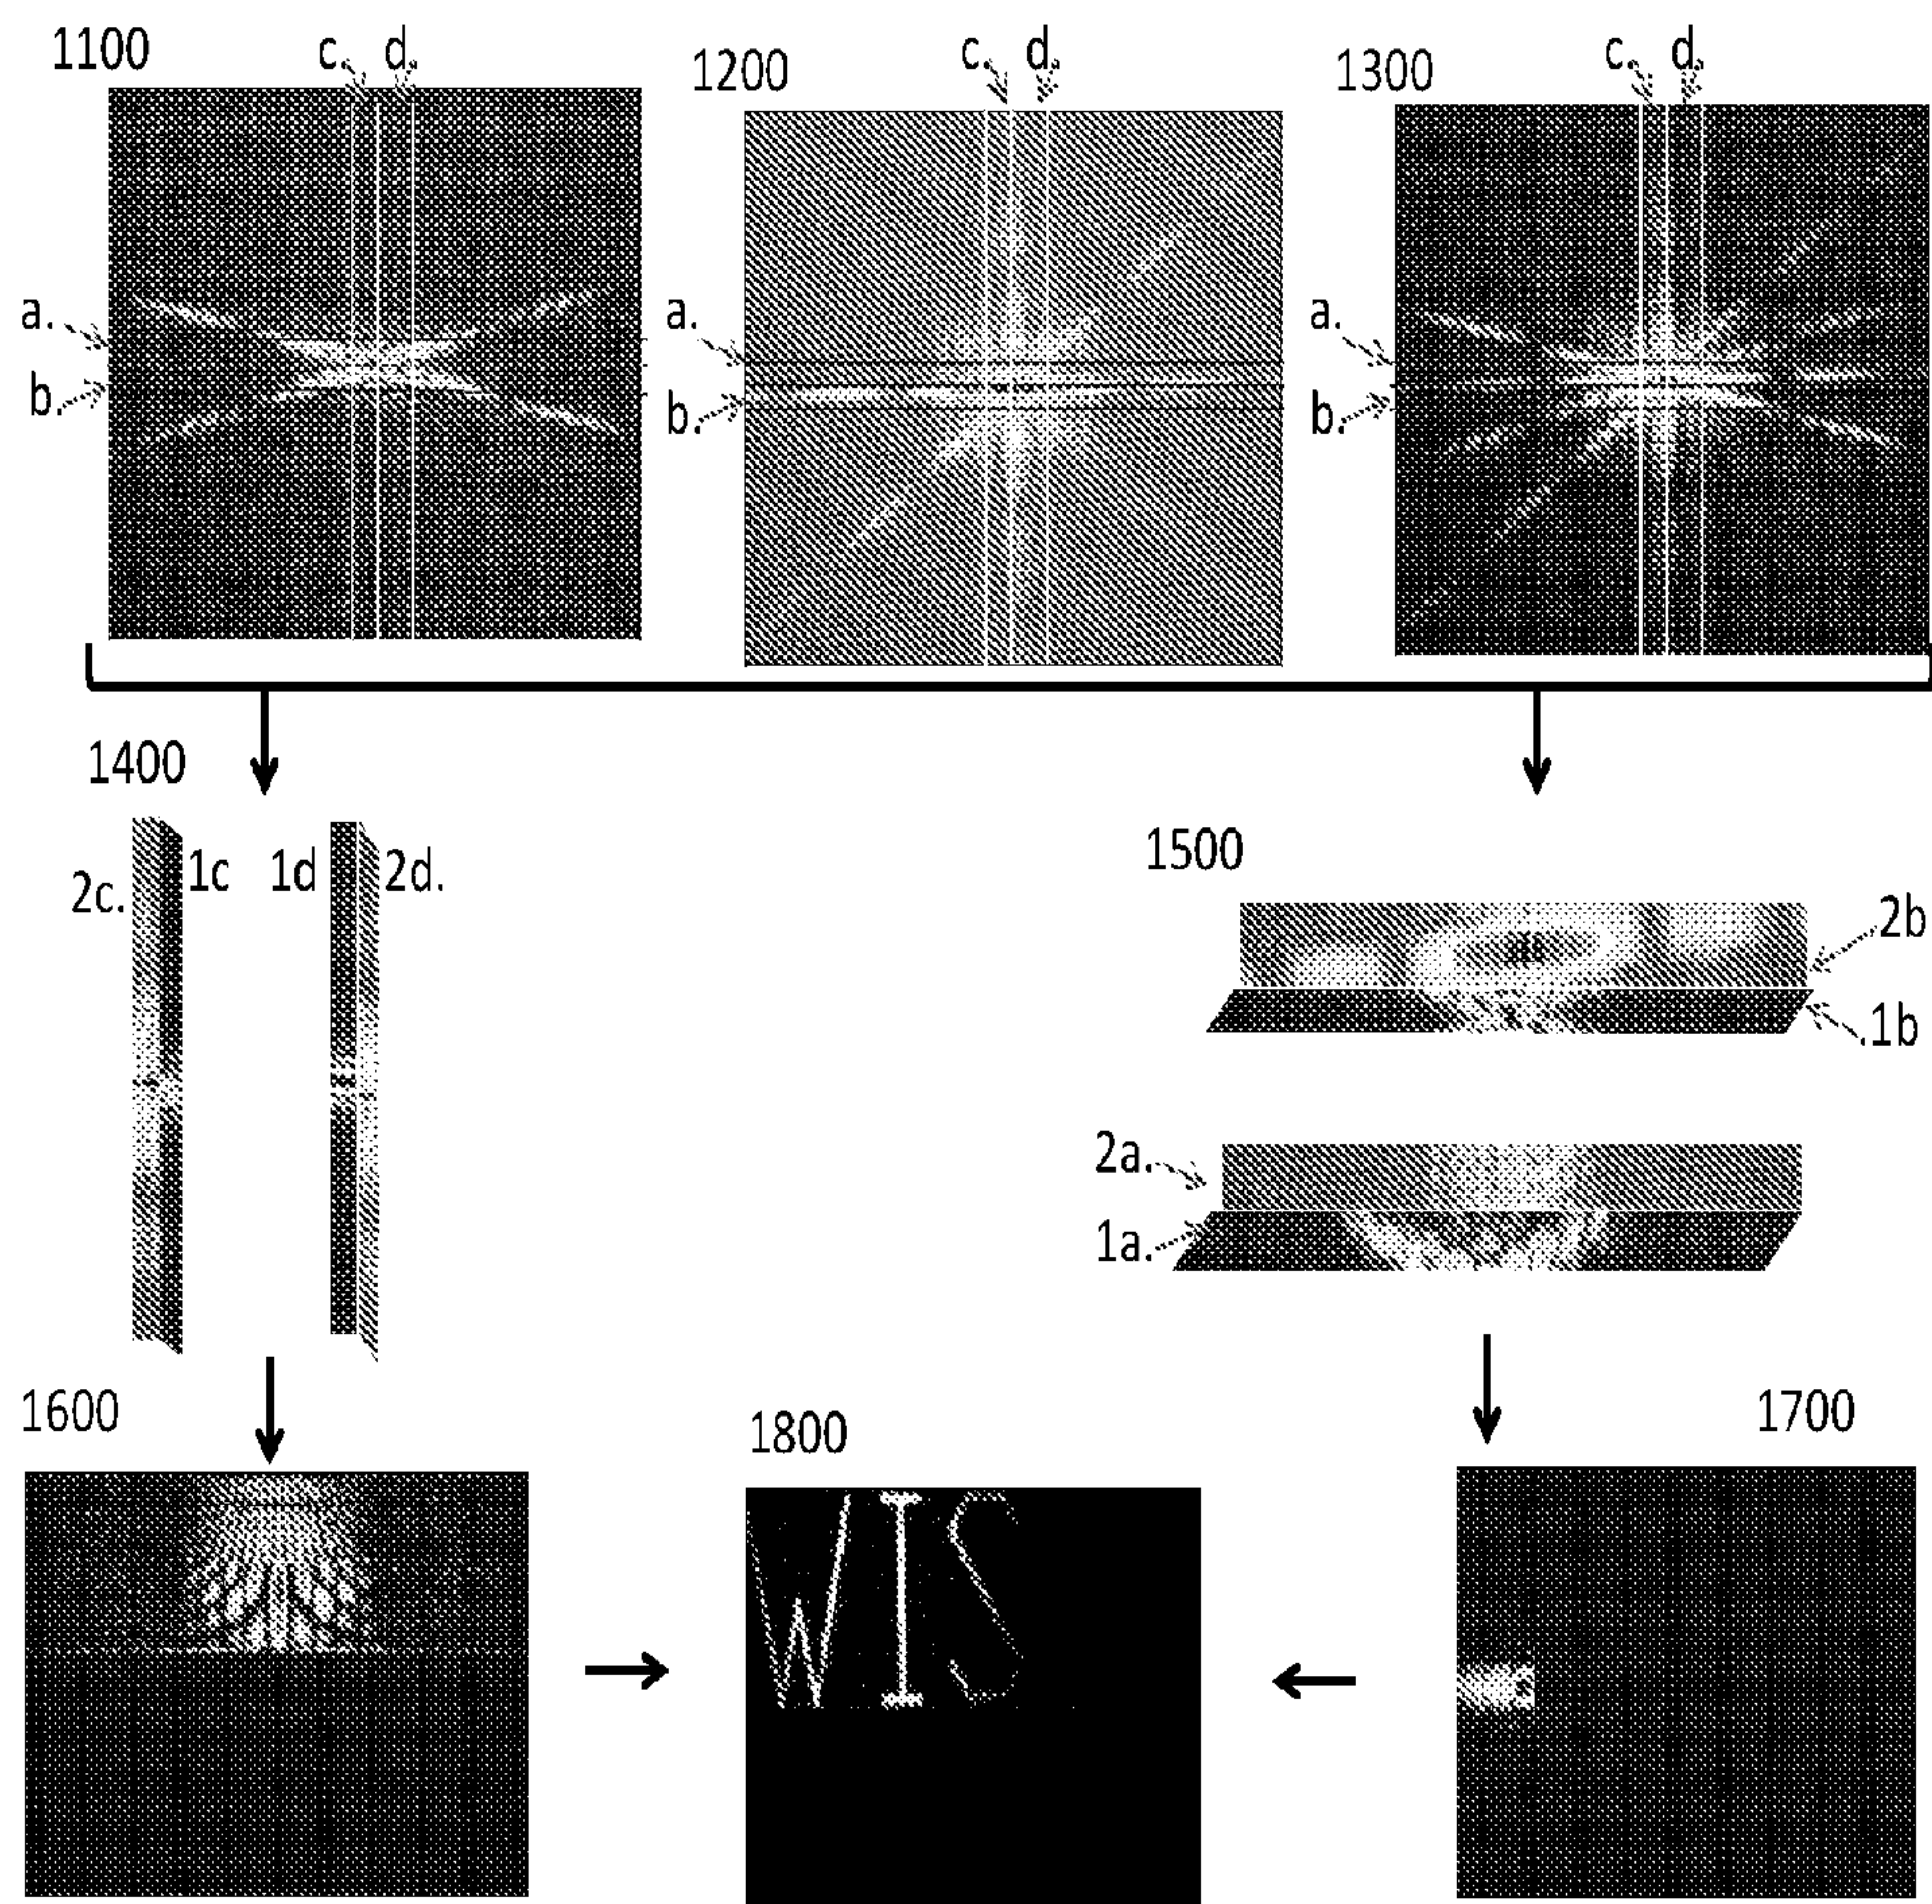 1100 c. d. 1200 c. d. 1300 c. d.
a. a. a.
b. b. b.
1400
1500
2c. 1c 1d 2d.
2b
.1b
2a.
1a.
1600 1800 1700
WIS